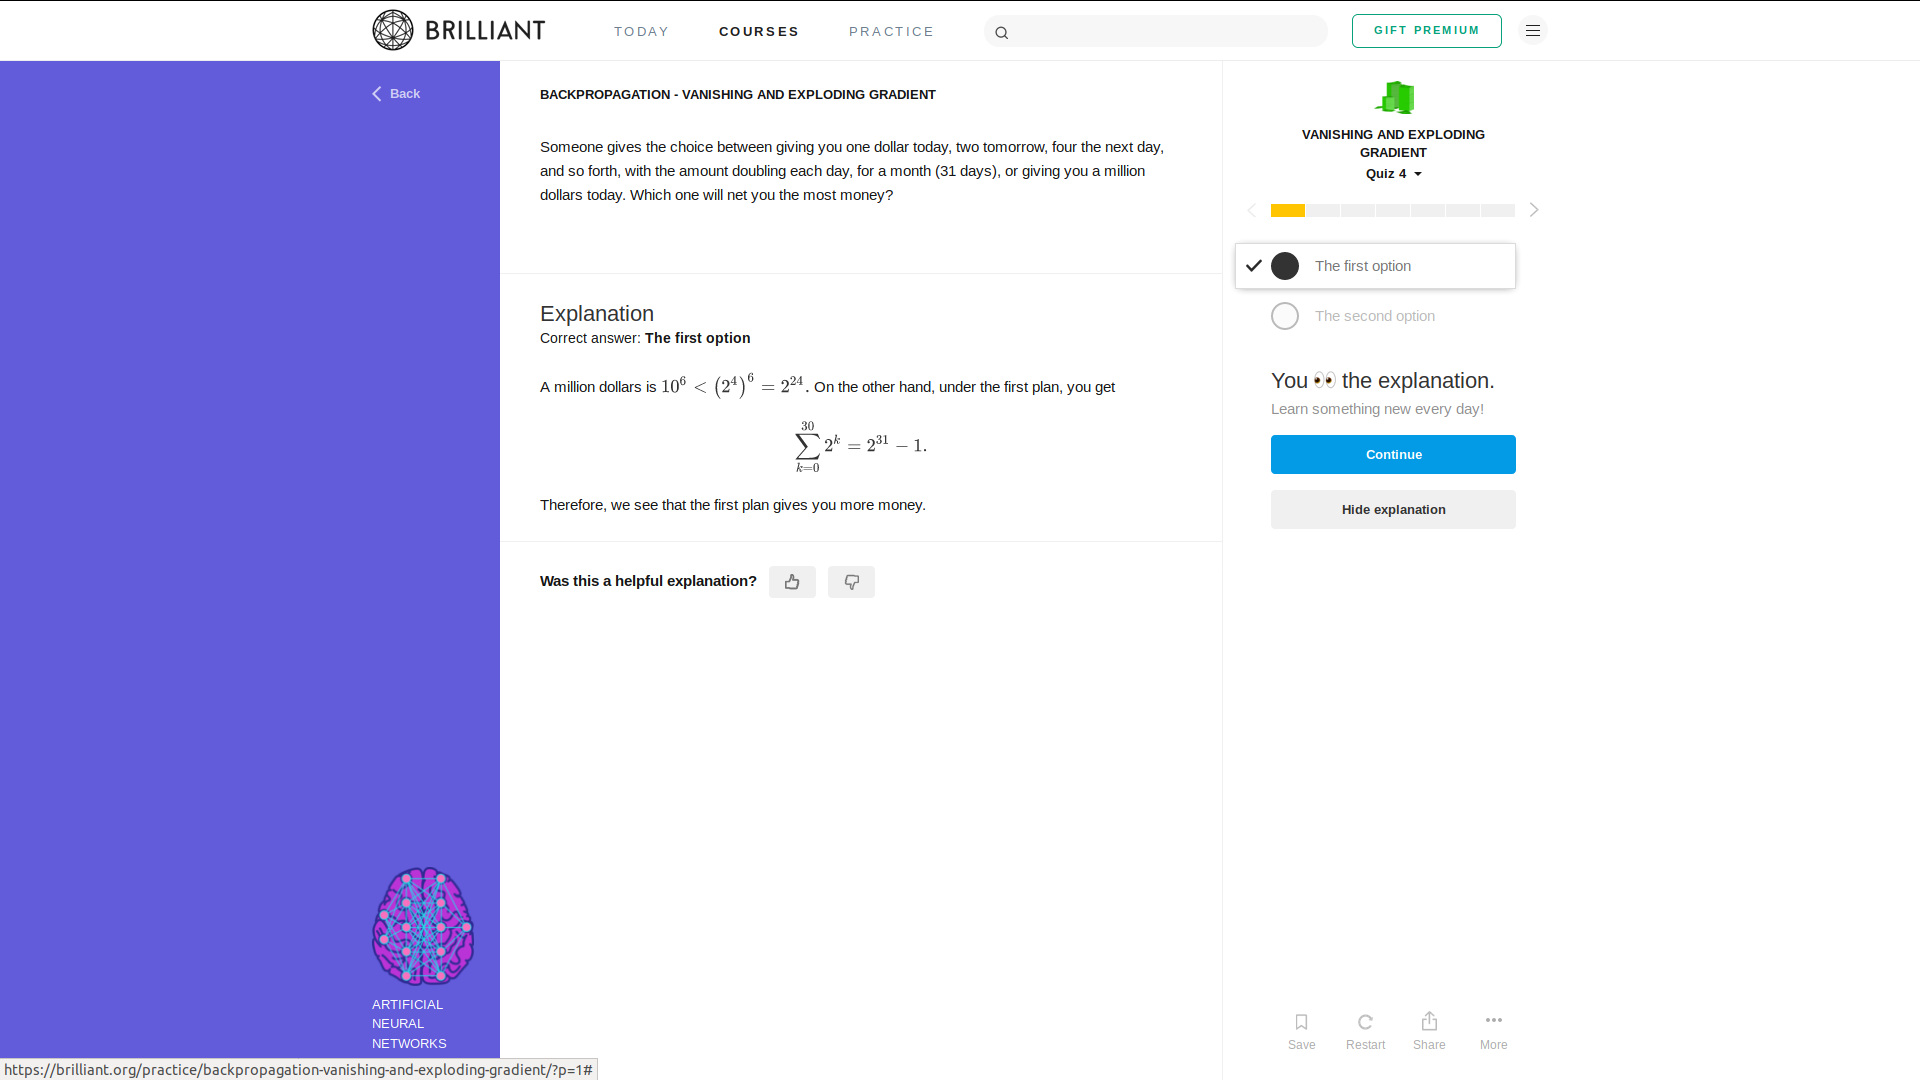 BRILLIANT
TODAY
COURSES
PRACTICE
GIFT PREMIUM
Back
BACKPROPAGATION - VANISHING AND EXPLODING GRADIENT
Someone gives the choice between giving you one dollar today, two tomorrow, four the next day,
and so forth, with the amount doubling each day, for a month (31 days), or giving you a million
dollars today. Which one will net you the most money?
Explanation
Correct answer: The first option
A million dollars is 10^6 < (2^4)^6 = 2^24. On the other hand, under the first plan, you get
∑_{k=0}^{30} 2^k = 2^31 − 1.
Therefore, we see that the first plan gives you more money.
Was this a helpful explanation?
VANISHING AND EXPLODING
GRADIENT
Quiz 4
The first option
The second option
You 👀 the explanation.
Learn something new every day!
Continue
Hide explanation
ARTIFICIAL
NEURAL
NETWORKS
Save
Restart
Share
More
https://brilliant.org/practice/backpropagation-vanishing-and-exploding-gradient/?p=1#